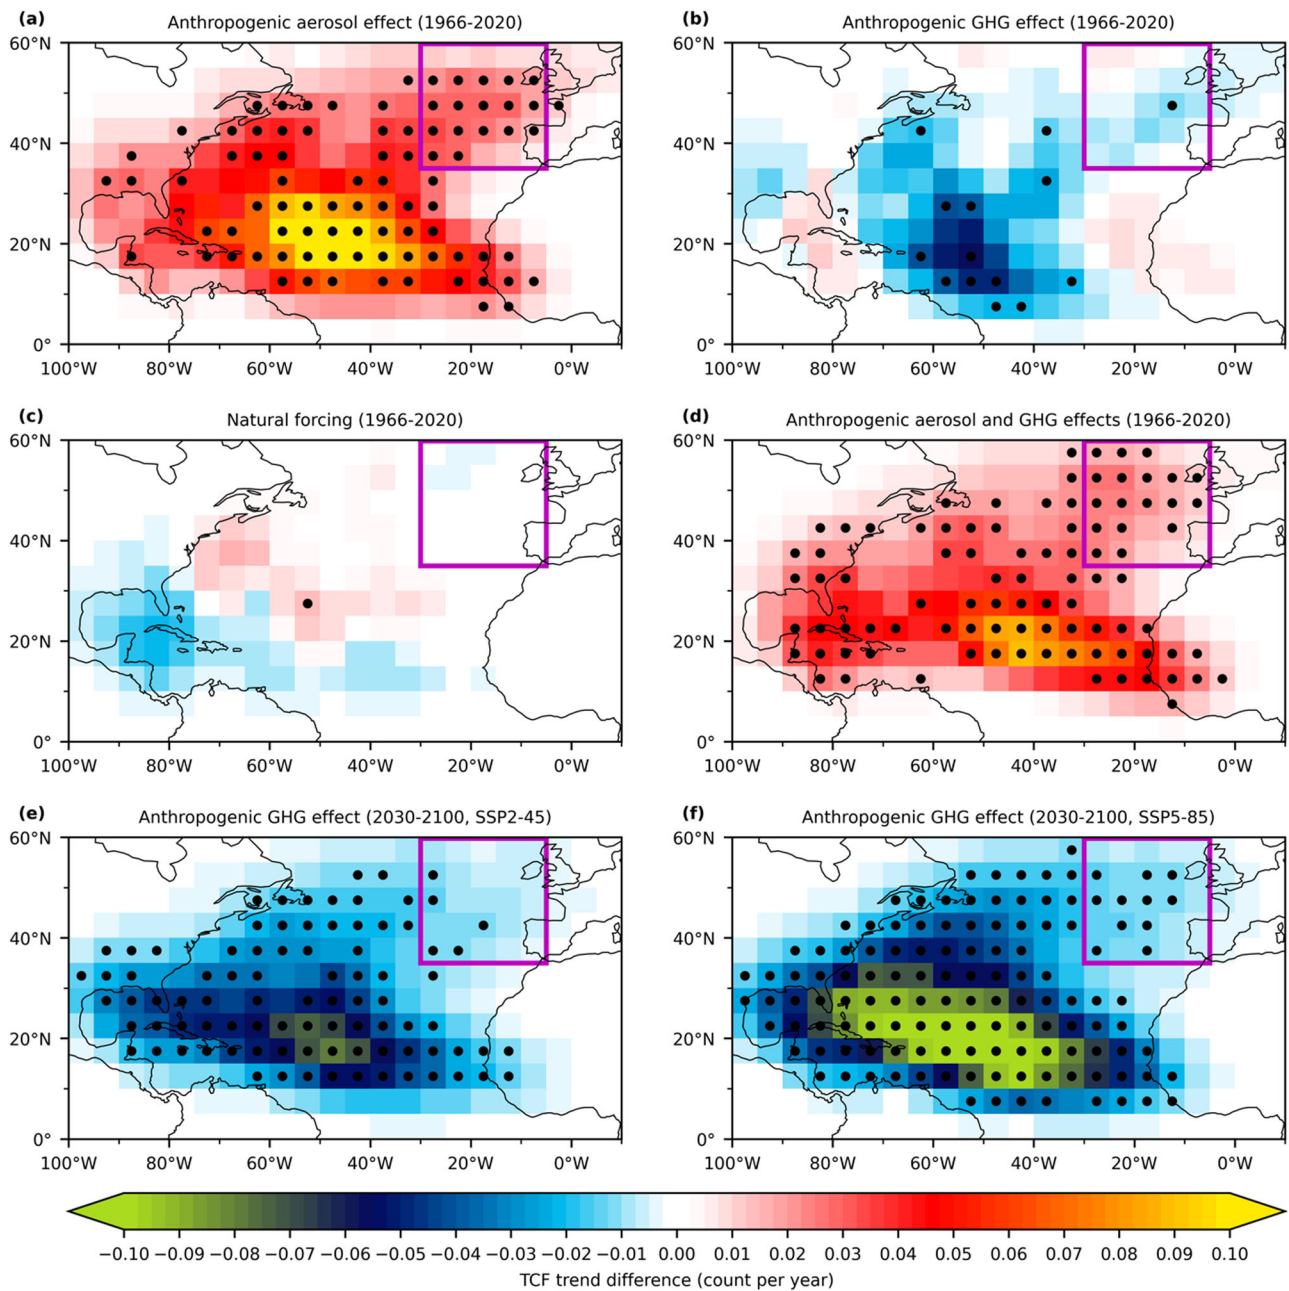 (a) Anthropogenic aerosol effect (1966-2020)
(b) Anthropogenic GHG effect (1966-2020)
60°N
40°N
20°N
0°
100°W 80°W 60°W 40°W 20°W 0°W
60°N
40°N
20°N
0°
100°W 80°W 60°W 40°W 20°W 0°W
(c) Natural forcing (1966-2020)
(d) Anthropogenic aerosol and GHG effects (1966-2020)
60°N
40°N
20°N
0°
100°W 80°W 60°W 40°W 20°W 0°W
60°N
40°N
20°N
0°
100°W 80°W 60°W 40°W 20°W 0°W
(e) Anthropogenic GHG effect (2030-2100, SSP2-45)
(f) Anthropogenic GHG effect (2030-2100, SSP5-85)
60°N
40°N
20°N
0°
100°W 80°W 60°W 40°W 20°W 0°W
60°N
40°N
20°N
0°
100°W 80°W 60°W 40°W 20°W 0°W
−0.10 −0.09 −0.08 −0.07 −0.06 −0.05 −0.04 −0.03 −0.02 −0.01 0.00 0.01 0.02 0.03 0.04 0.05 0.06 0.07 0.08 0.09 0.10
TCF trend difference (count per year)